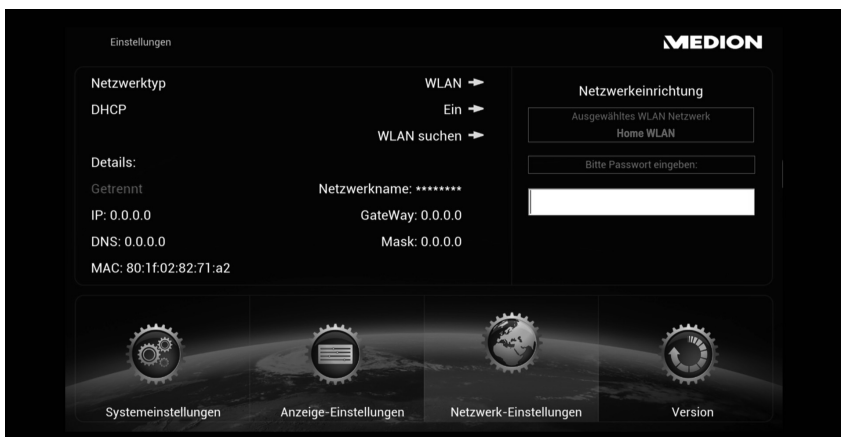 Einstellungen
MEDION
Netzwerktyp
WLAN
DHCP
Ein
WLAN suchen
Details:
Getrennt
Netzwerkname: ********
IP: 0.0.0.0
GateWay: 0.0.0.0
DNS: 0.0.0.0
Mask: 0.0.0.0
MAC: 80:1f:02:82:71:a2
Netzwerkeinrichtung
Ausgewähltes WLAN Netzwerk
Home WLAN
Bitte Passwort eingeben:
Systemeinstellungen
Anzeige-Einstellungen
Netzwerk-Einstellungen
Version